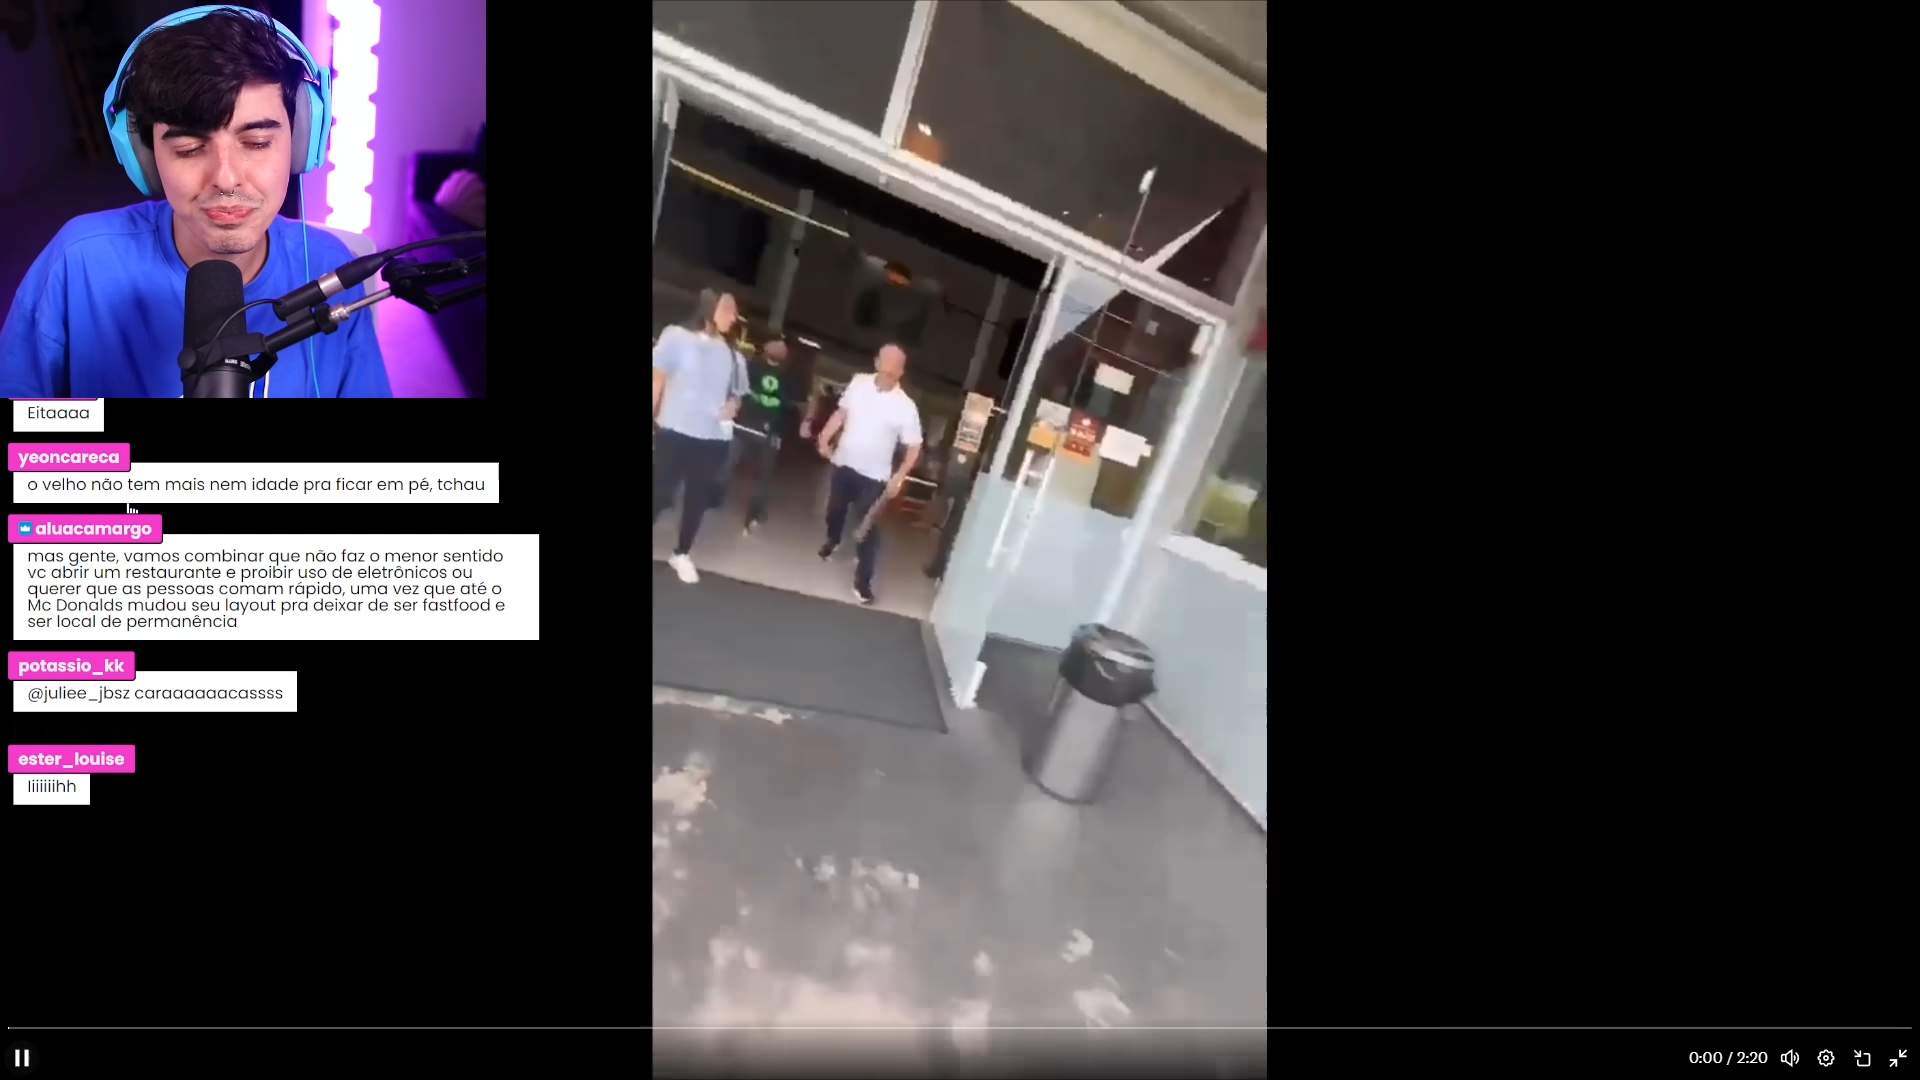 Eitaaaa
yeoncareca
o velho não tem mais nem idade pra ficar em pé, tchau
aluacamargo
mas gente, vamos combinar que não faz o menor sentido
vc abrir um restaurante e proibir uso de eletrônicos ou
querer que as pessoas comam rápido, uma vez que até o
Mc Donalds mudou seu layout pra deixar de ser fastfood e
ser local de permanência
potassio_kk
@juliee_jbsz caraaaaaacassss
ester_louise
Iiiiiiihh
0:00 / 2:20